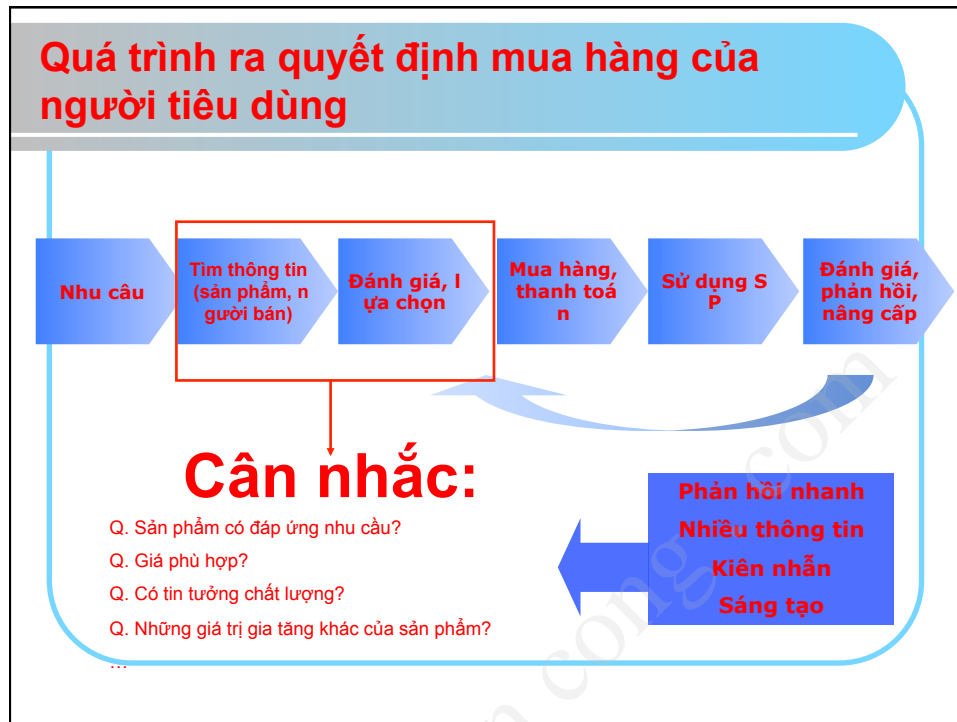 Quá trình ra quyết định mua hàng của
người tiêu dùng
Nhu câu
Tìm thông tin
(sản phẩm, n
gười bán)
Đánh giá, l
ựa chọn
Mua hàng,
thanh toá
n
Sử dụng S
P
Đánh giá,
phản hồi,
nâng cấp
Cân nhắc:
Q. Sản phẩm có đáp ứng nhu cầu?
Q. Giá phù hợp?
Q. Có tin tưởng chất lượng?
Q. Những giá trị gia tăng khác của sản phẩm?
...
Phản hồi nhanh
Nhiều thông tin
Kiên nhẫn
Sáng tạo
cong . com